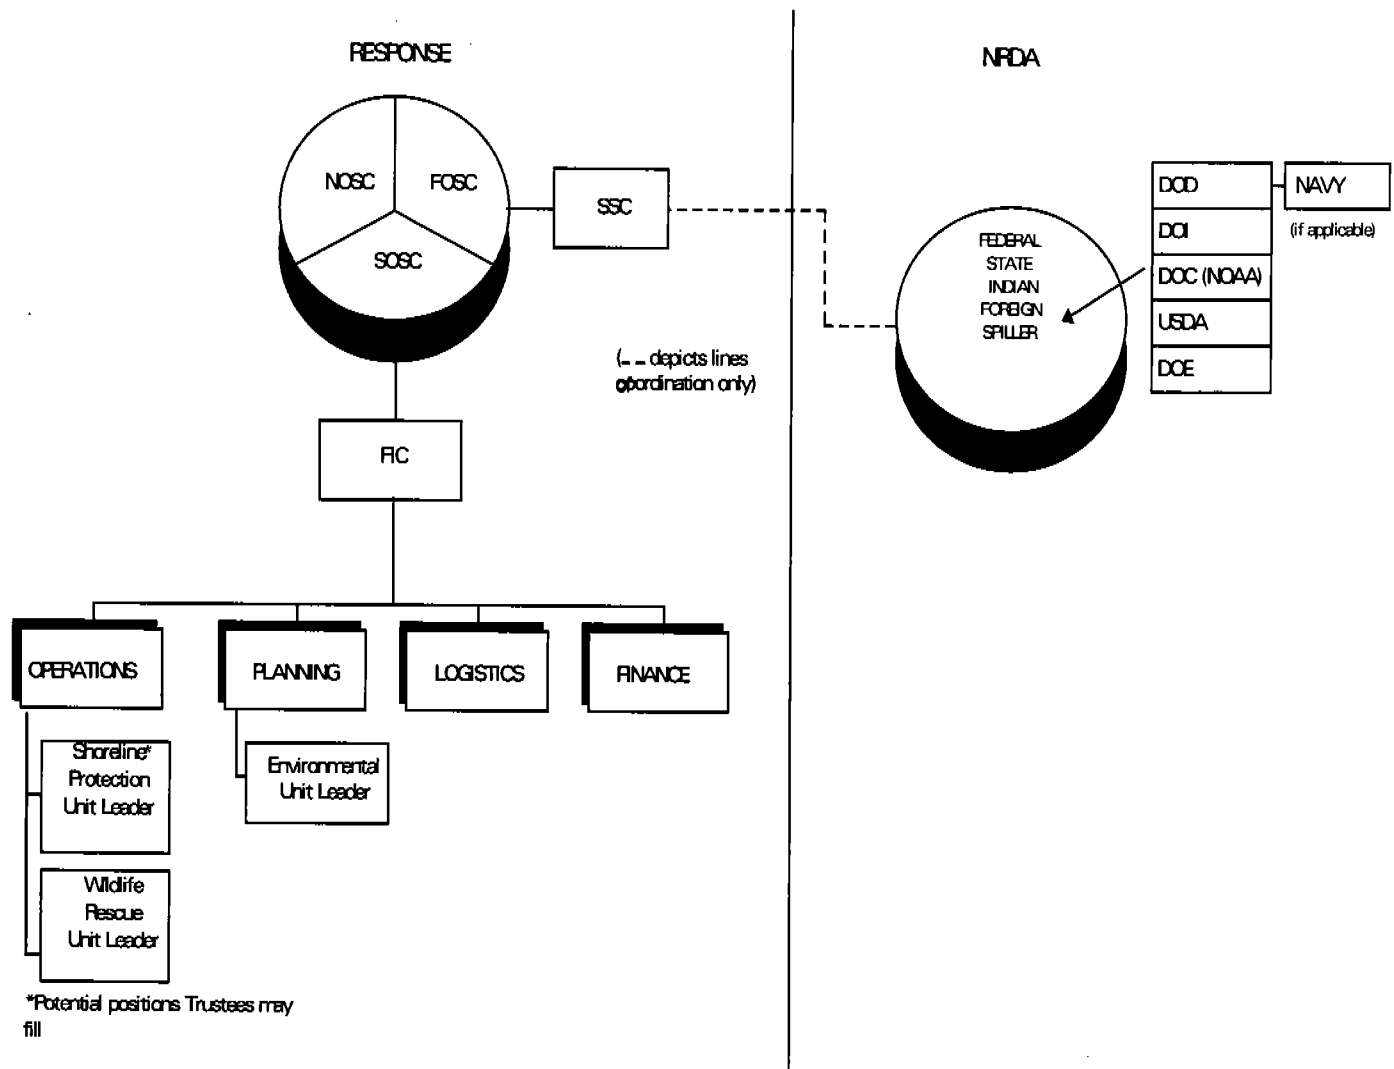 RESPONSE
NOSC
FOSC
SOSC
SSC
(_ _ depicts lines
coordination only)
FIC
OPERATIONS
PLANNING
LOGISTICS
FINANCE
Shoreline*
Protection
Unit Leader
Wildlife
Rescue
Unit Leader
Environmental
Unit Leader
*Potential positions Trustees may
fill
NRDA
FEDERAL
STATE
INDIAN
FOREIGN
SPILLER
DOD
DOI
DOC (NOAA)
USDA
DOE
NAVY
(if applicable)